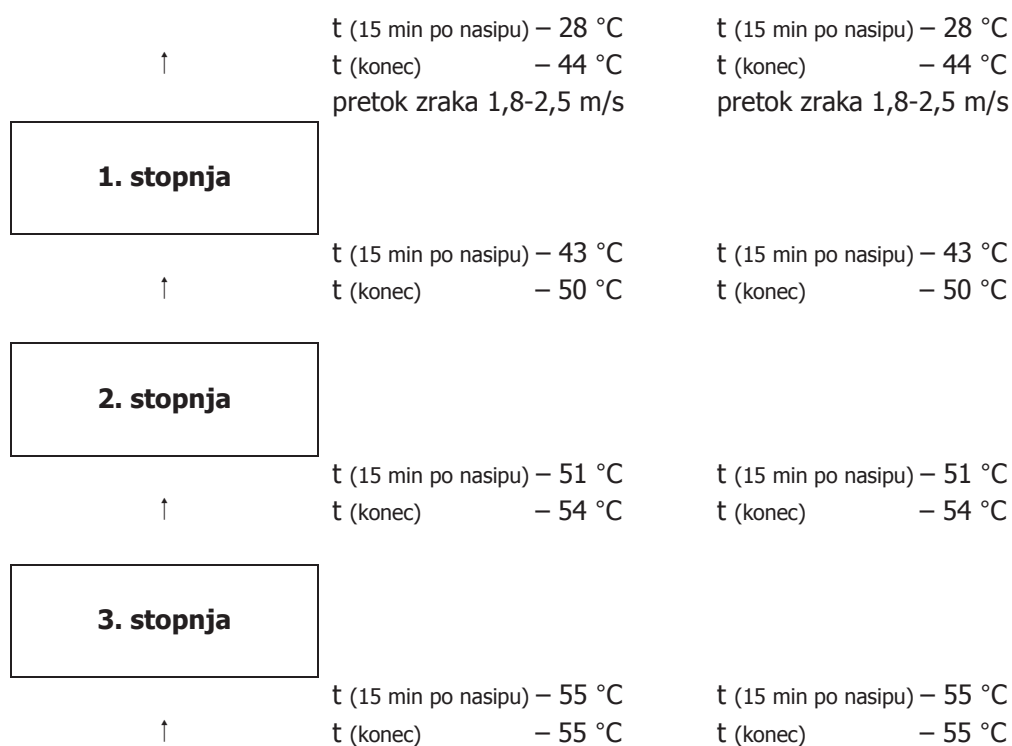 t (15 min po nasipu) – 28 °C t (15 min po nasipu) – 28 °C
↑ t (konec) – 44 °C t (konec) – 44 °C
pretok zraka 1,8-2,5 m/s pretok zraka 1,8-2,5 m/s
1. stopnja
t (15 min po nasipu) – 43 °C t (15 min po nasipu) – 43 °C
↑ t (konec) – 50 °C t (konec) – 50 °C
2. stopnja
t (15 min po nasipu) – 51 °C t (15 min po nasipu) – 51 °C
↑ t (konec) – 54 °C t (konec) – 54 °C
3. stopnja
t (15 min po nasipu) – 55 °C t (15 min po nasipu) – 55 °C
↑ t (konec) – 55 °C t (konec) – 55 °C